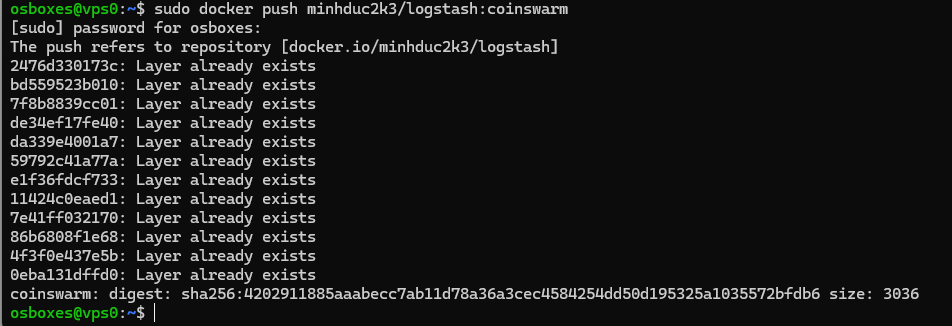 osboxes@vps0:~$ sudo docker push minhduc2k3/logstash:coinswarm
[sudo] password for osboxes:
The push refers to repository [docker.io/minhduc2k3/logstash]
2476d330173c: Layer already exists
bd559523b010: Layer already exists
7f8b8839cc01: Layer already exists
de34ef17fe40: Layer already exists
da339e4001a7: Layer already exists
59792c41a77a: Layer already exists
e1f36fdcf733: Layer already exists
11424c0eaed1: Layer already exists
7e41ff032170: Layer already exists
86b6808f1e68: Layer already exists
4f3f0e437e5b: Layer already exists
0eba131dffd0: Layer already exists
coinswarm: digest: sha256:4202911885aaabecc7ab11d78a36a3cec4584254dd50d195325a1035572bfdb6 size: 3036
osboxes@vps0:~$